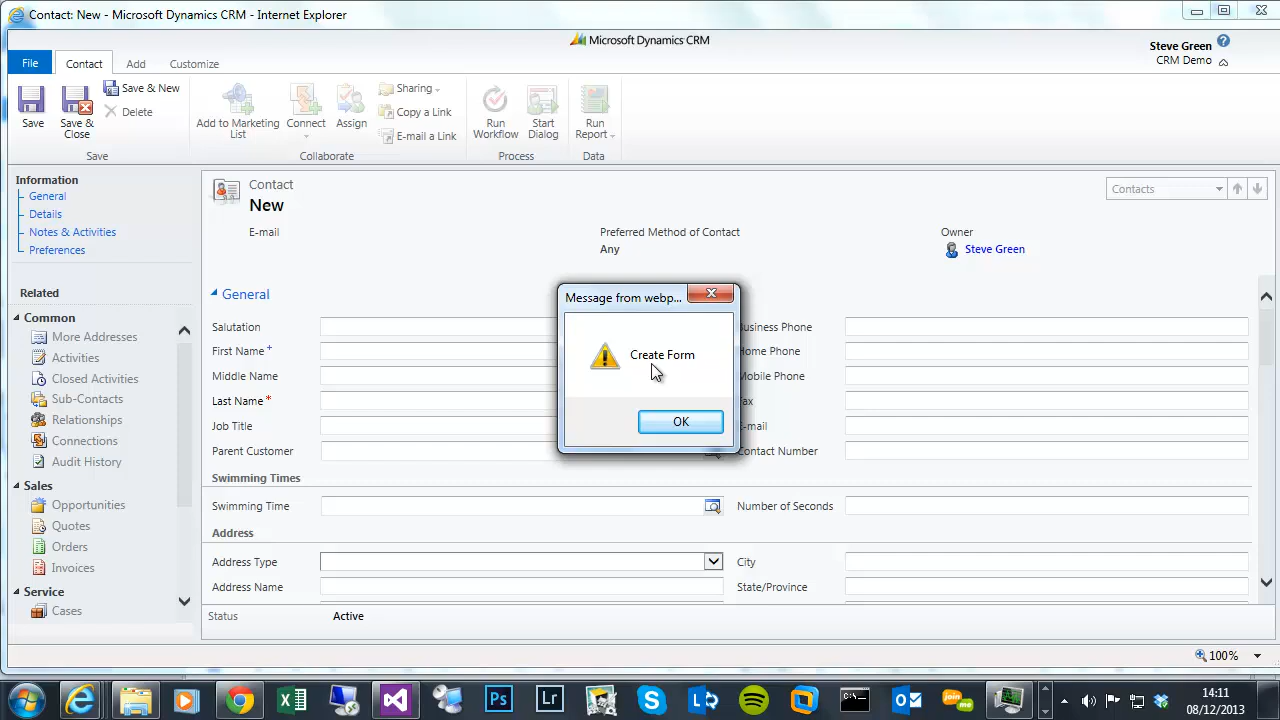 Contact: New - Microsoft Dynamics CRM - Internet Explorer
Microsoft Dynamics CRM
Steve Green
CRM Demo
File
Contact
Add
Customize
Save
Save & Close
Save & New
Delete
Save
Add to Marketing List
Connect
Assign
Sharing
Copy a Link
E-mail a Link
Collaborate
Run Workflow
Start Dialog
Process
Run Report
Data
Information
General
Details
Notes & Activities
Preferences
Related
Common
More Addresses
Activities
Closed Activities
Sub-Contacts
Relationships
Connections
Audit History
Sales
Opportunities
Quotes
Orders
Invoices
Service
Cases
Contact
New
Contacts
E-mail
Preferred Method of Contact
Any
Owner
Steve Green
General
Salutation
Business Phone
First Name *
Home Phone
Middle Name
Mobile Phone
Last Name *
Fax
Job Title
E-mail
Parent Customer
Contact Number
Message from webp...
Create Form
OK
Swimming Times
Swimming Time
Number of Seconds
Address
Address Type
City
Address Name
State/Province
Status
Active
100%
Ps
Lr
join me
14:11
08/12/2013